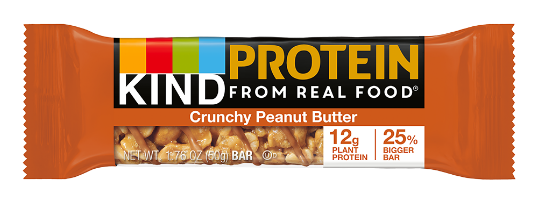 PROTEIN
KIND FROM REAL FOOD®
Crunchy Peanut Butter
12g PLANT PROTEIN
25% BIGGER BAR
NET WT. 1.76 OZ (50g) BAR